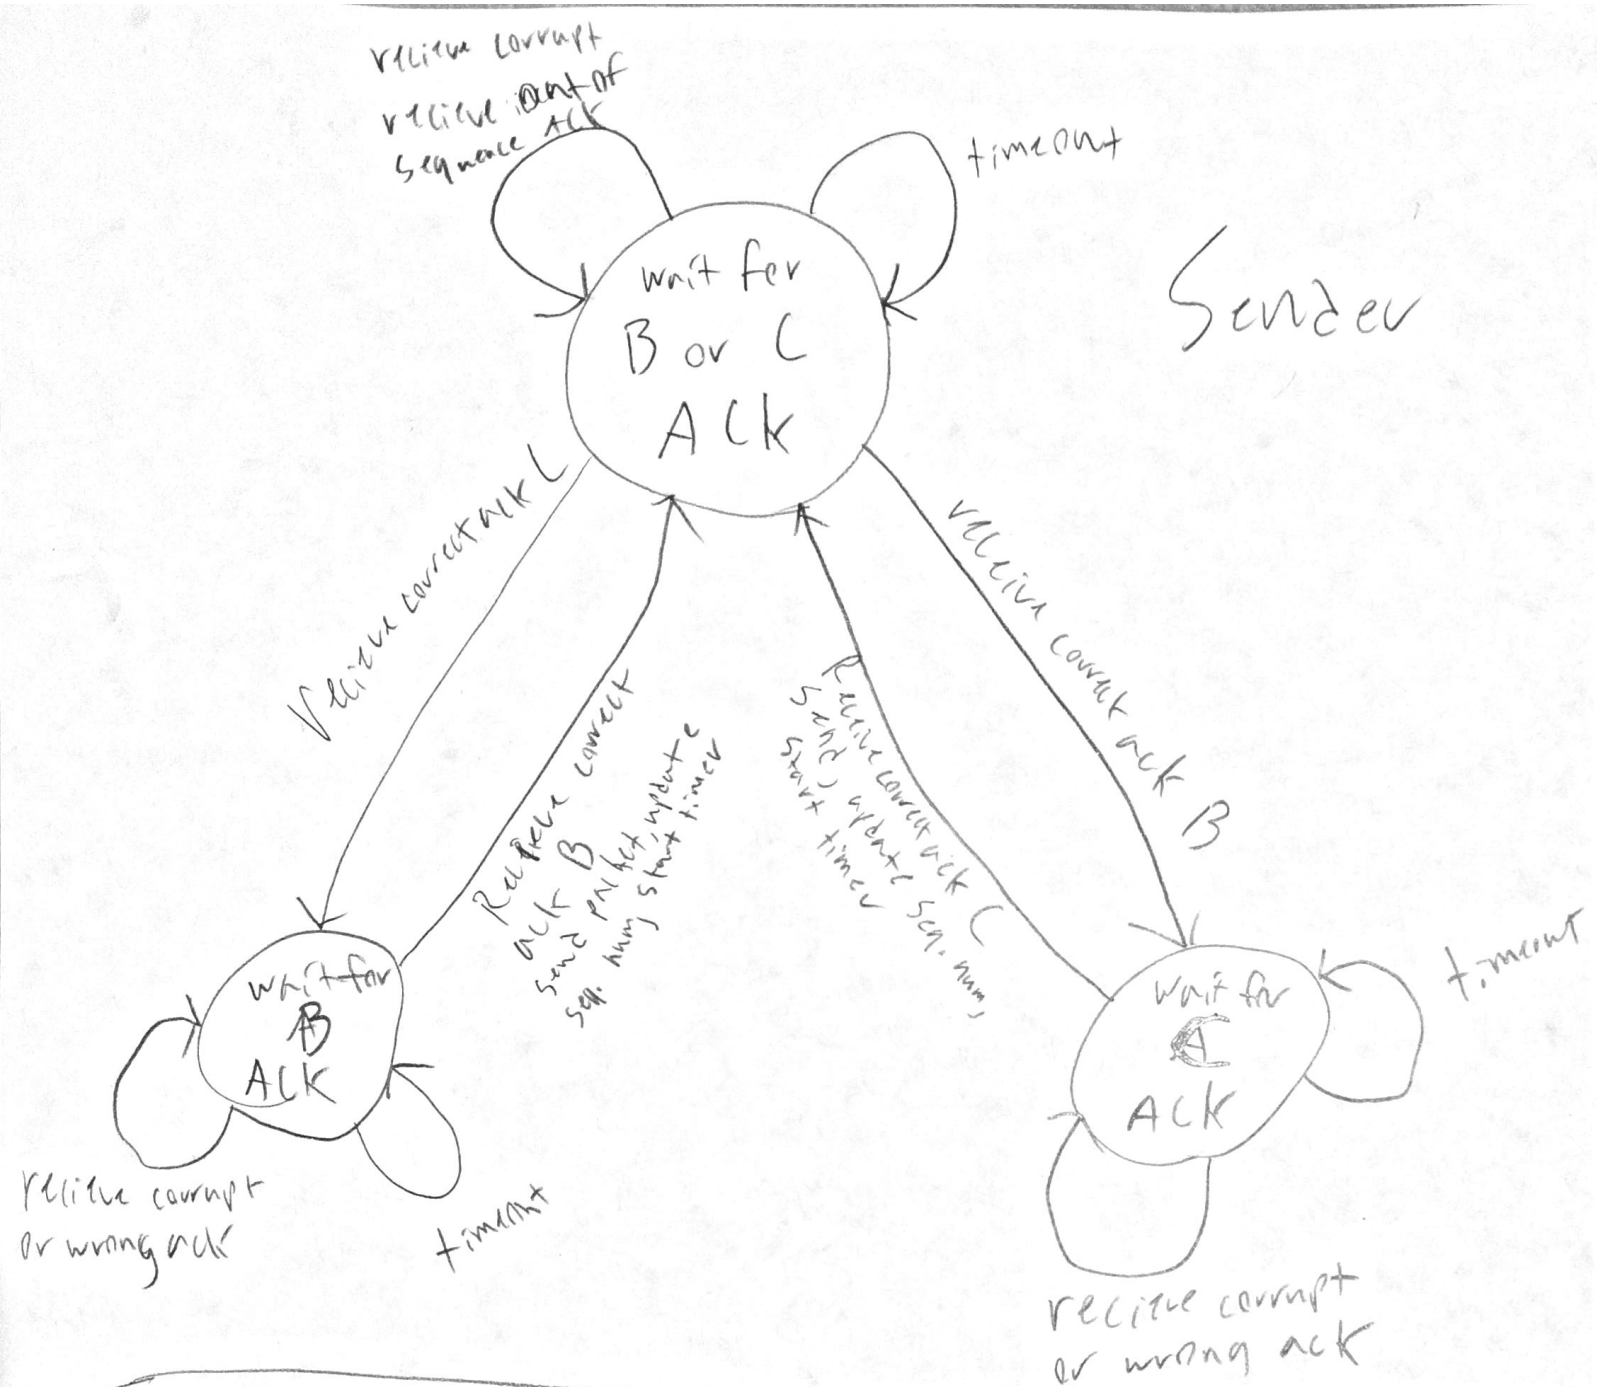 recieve corrupt
recieve out of
sequence ACK
timeout
Sender
wait for
B or C
ACK
Recieve correct ack C
receive correct ack B
Recieve correct
ack B
send packet, update
seq. num, start timer
Receive correct ack C
send, update seq. num,
start timer
wait for
B
ACK
recieve corrupt
or wrong ack
timeout
wait for
C
ACK
timeout
recieve corrupt
or wrong ack